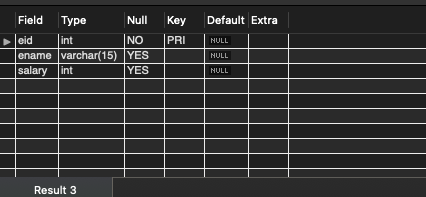 Field Type Null Key Default Extra
eid int NO PRI NULL
ename varchar(15) YES NULL
salary int YES NULL
Result 3